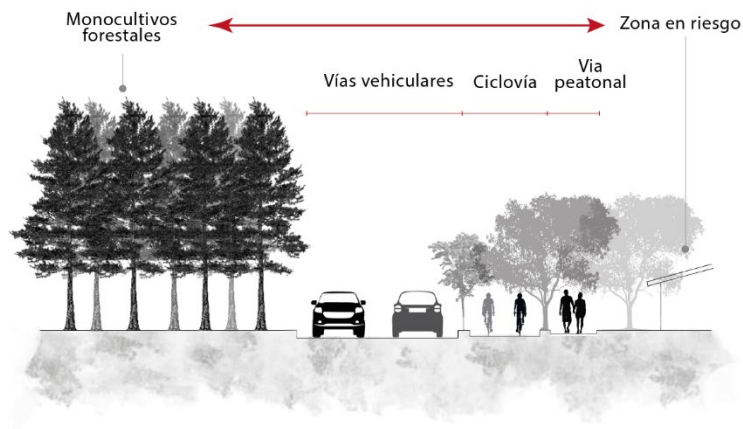 Monocultivos
forestales
Zona en riesgo
Vías vehiculares
Ciclovía
Via
peatonal